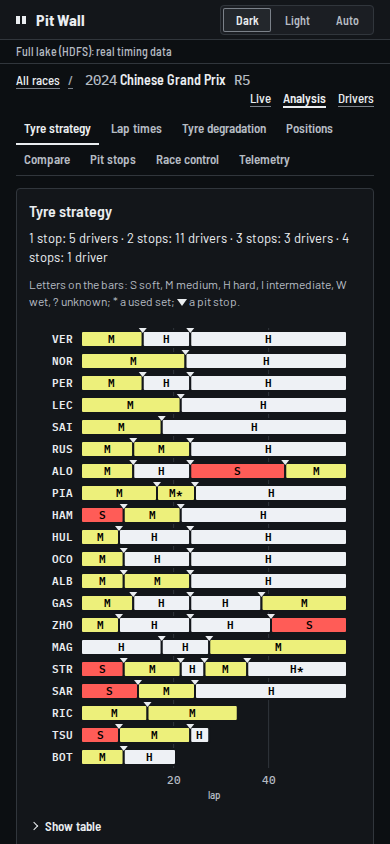 Pit Wall
Dark Light Auto
Full lake (HDFS): real timing data
All races / 2024 Chinese Grand Prix R5
Live Analysis Drivers
Tyre strategy Lap times Tyre degradation Positions
Compare Pit stops Race control Telemetry
Tyre strategy
1 stop: 5 drivers · 2 stops: 11 drivers · 3 stops: 3 drivers · 4
stops: 1 driver
Letters on the bars: S soft, M medium, H hard, I intermediate, W
wet, ? unknown; * a used set; ▼ a pit stop.
VER M H H
NOR M H
PER M H H
LEC M H
SAI M H
RUS M M H
ALO M H S M
PIA M M* H
HAM S M H
HUL M H H
OCO M H H
ALB M M H
GAS M H H M
ZHO M H H S
MAG H H M
STR S M H M H*
SAR S M H
RIC M M
TSU S M H
BOT M H
20 40
lap
Show table